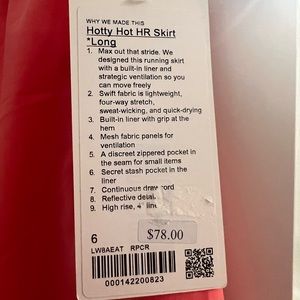 WHY WE MADE THIS
Hotty Hot HR Skirt
*Long
1. Max out that stride. We
designed this running skirt
with a built-in liner and
strategic ventilation so you
can move freely
2. Swift fabric is lightweight,
four-way stretch,
sweat-wicking, and quick-drying
3. Built-in liner with grip at the
hem
4. Mesh fabric panels for
ventilation
5. A discreet zippered pocket in
the seam for small items
6. Secret stash pocket in the
liner
7. Continuous drawcord
8. Reflective detail
9. High rise, 4" line
6
$78.00
LW8AEAT RPCR
000142200823